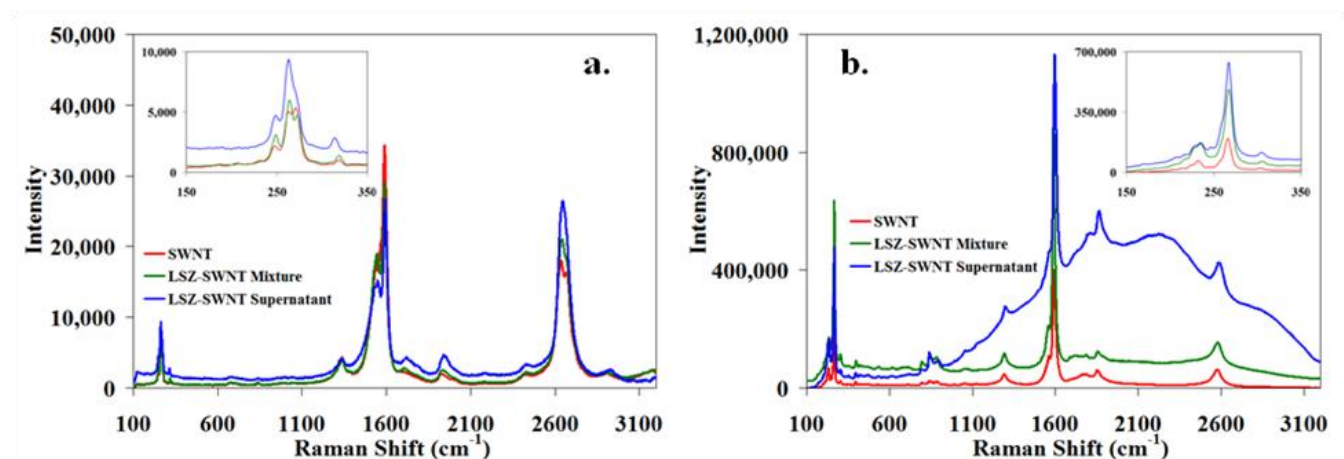 a.
50,000
40,000
30,000
20,000
10,000
0
Intensity
10,000
5,000
0
150 250 350
SWNT
LSZ-SWNT Mixture
LSZ-SWNT Supernatant
100 600 1100 1600 2100 2600 3100
Raman Shift (cm⁻¹)
b.
1,200,000
800,000
400,000
0
Intensity
700,000
350,000
0
150 250 350
SWNT
LSZ-SWNT Mixture
LSZ-SWNT Supernatant
100 600 1100 1600 2100 2600 3100
Raman Shift (cm⁻¹)